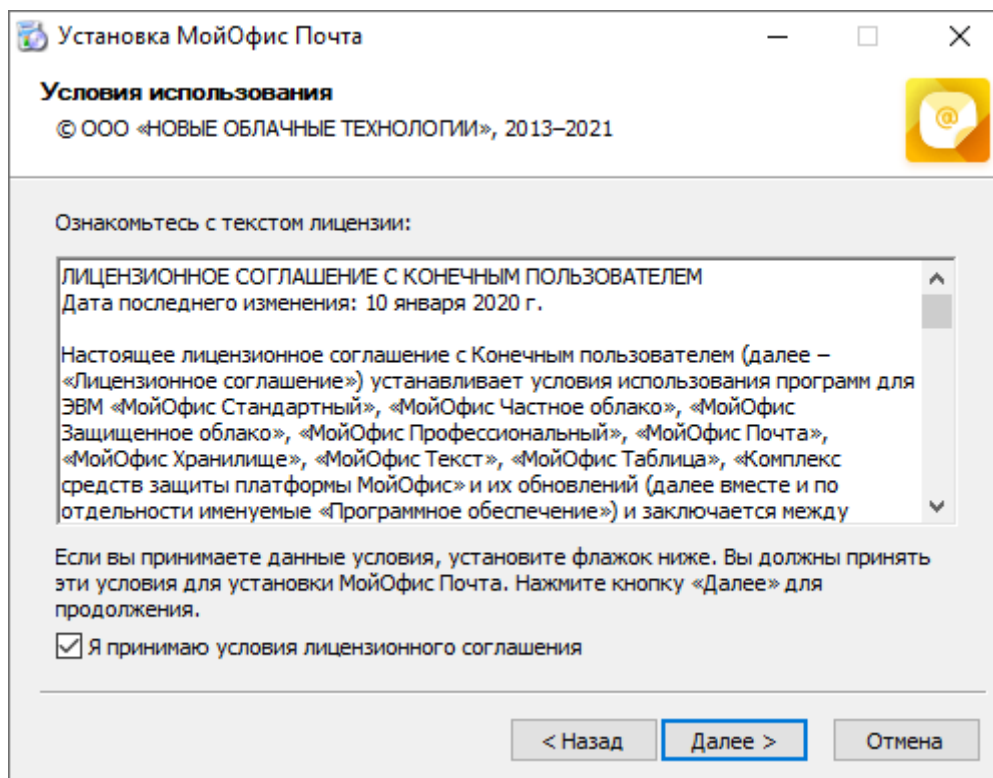 Установка МойОфис Почта
Условия использования
© ООО «НОВЫЕ ОБЛАЧНЫЕ ТЕХНОЛОГИИ», 2013–2021
@
Ознакомьтесь с текстом лицензии:
ЛИЦЕНЗИОННОЕ СОГЛАШЕНИЕ С КОНЕЧНЫМ ПОЛЬЗОВАТЕЛЕМ
Дата последнего изменения: 10 января 2020 г.
Настоящее лицензионное соглашение с Конечным пользователем (далее –
«Лицензионное соглашение») устанавливает условия использования программ для
ЭВМ «МойОфис Стандартный», «МойОфис Частное облако», «МойОфис
Защищенное облако», «МойОфис Профессиональный», «МойОфис Почта»,
«МойОфис Хранилище», «МойОфис Текст», «МойОфис Таблица», «Комплекс
средств защиты платформы МойОфис» и их обновлений (далее вместе и по
отдельности именуемые «Программное обеспечение») и заключается между
Если вы принимаете данные условия, установите флажок ниже. Вы должны принять
эти условия для установки МойОфис Почта. Нажмите кнопку «Далее» для
продолжения.
Я принимаю условия лицензионного соглашения
< Назад
Далее >
Отмена